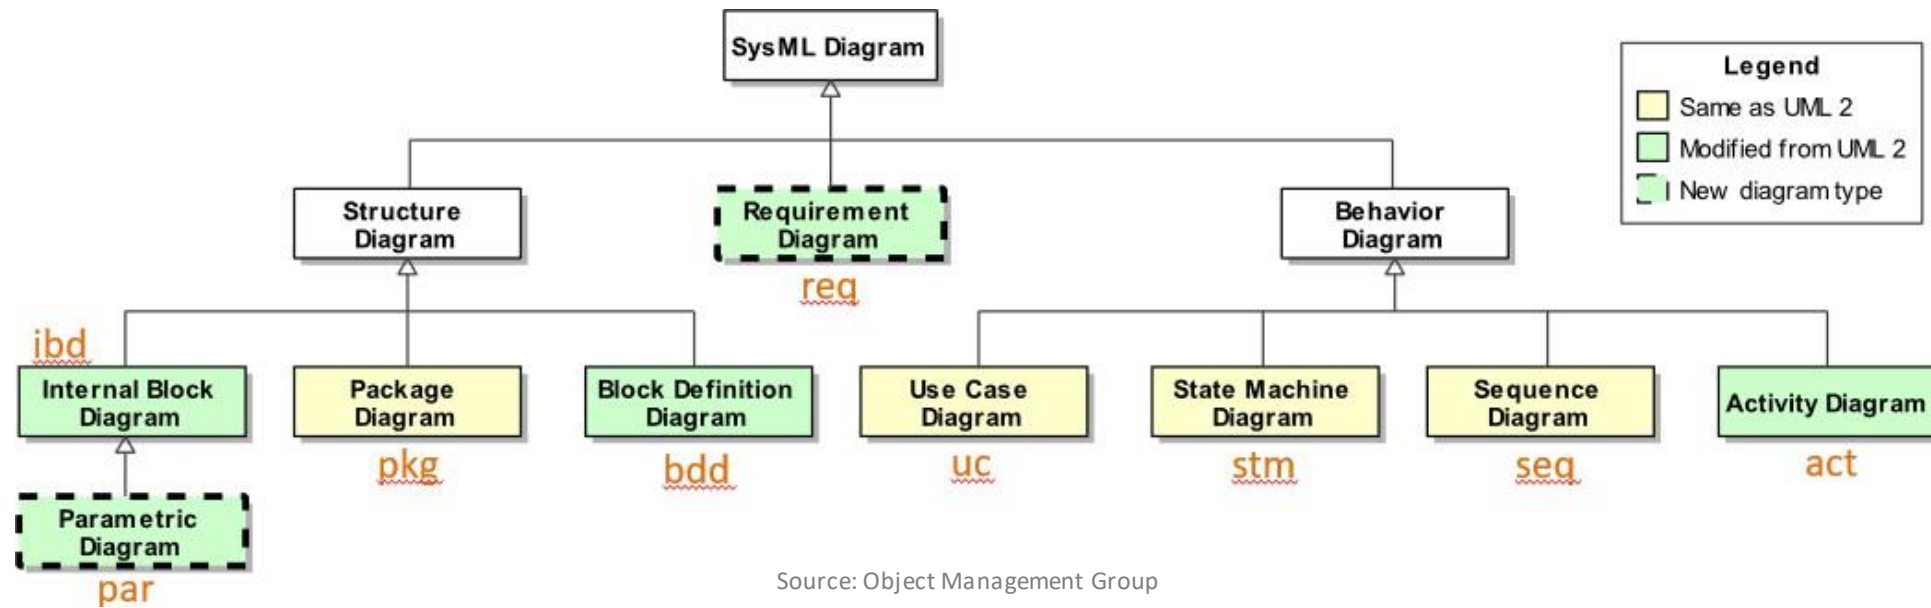 SysML Diagram
Legend
Same as UML 2
Modified from UML 2
New diagram type
Structure
Diagram
Requirement
Diagram
req
Behavior
Diagram
ibd
Internal Block
Diagram
Package
Diagram
pkg
Block Definition
Diagram
bdd
Use Case
Diagram
uc
State Machine
Diagram
stm
Sequence
Diagram
seq
Activity Diagram
act
Parametric
Diagram
par
Source: Object Management Group